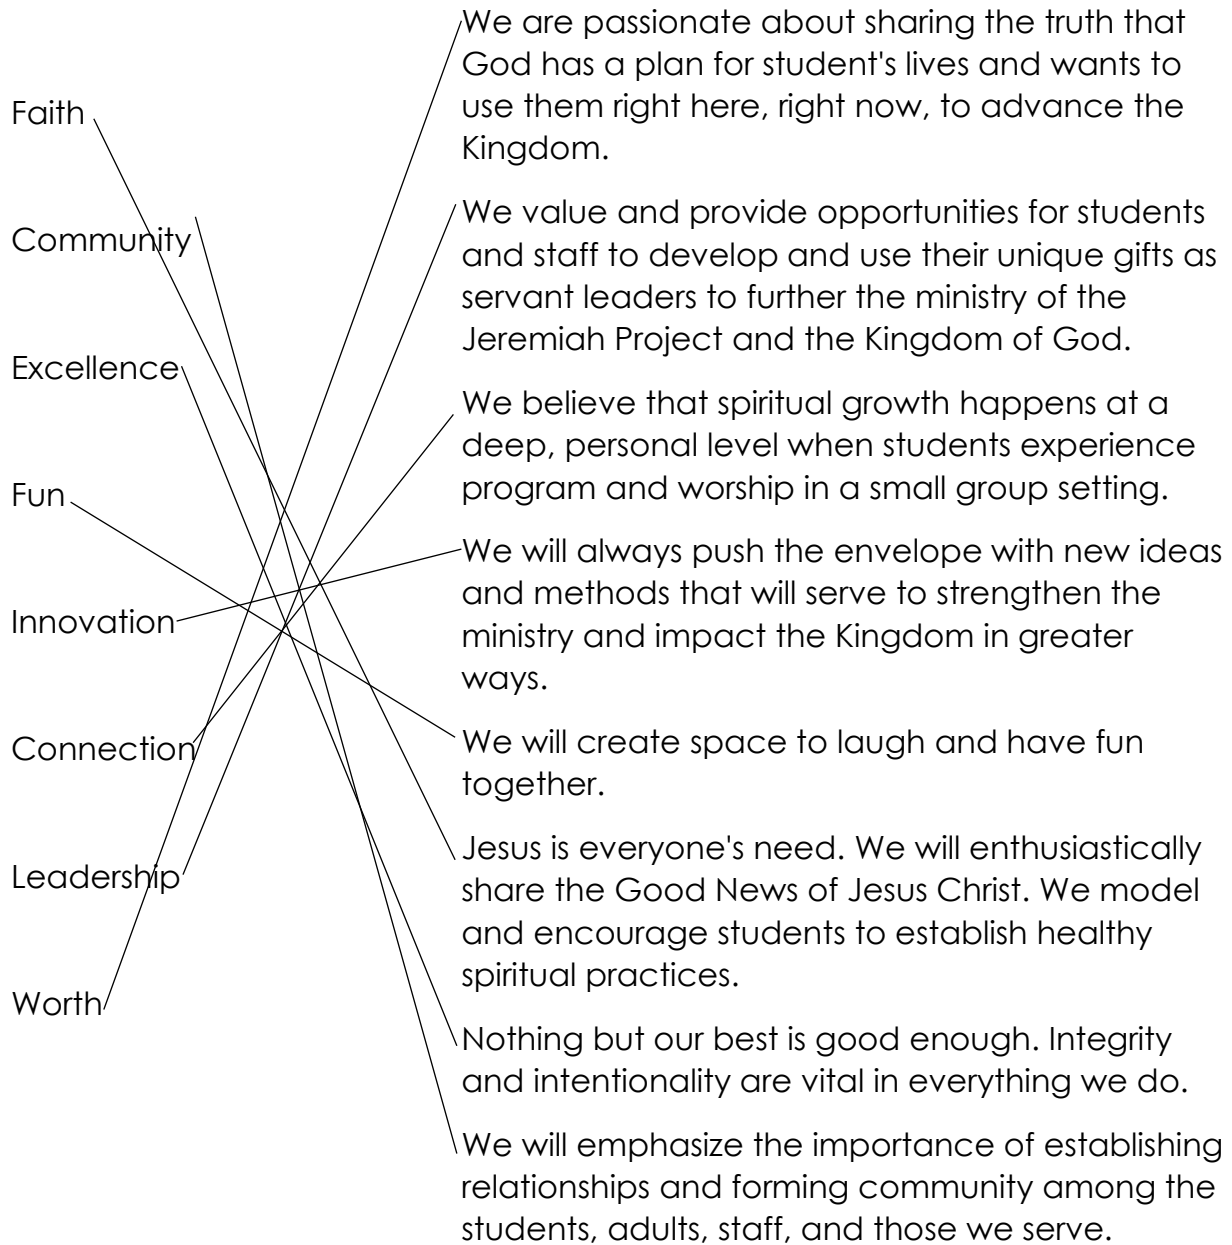 Faith
Community
Excellence
Fun
Innovation
Connection
Leadership
Worth
We are passionate about sharing the truth that
God has a plan for student's lives and wants to
use them right here, right now, to advance the
Kingdom.
We value and provide opportunities for students
and staff to develop and use their unique gifts as
servant leaders to further the ministry of the
Jeremiah Project and the Kingdom of God.
We believe that spiritual growth happens at a
deep, personal level when students experience
program and worship in a small group setting.
We will always push the envelope with new ideas
and methods that will serve to strengthen the
ministry and impact the Kingdom in greater
ways.
We will create space to laugh and have fun
together.
Jesus is everyone's need. We will enthusiastically
share the Good News of Jesus Christ. We model
and encourage students to establish healthy
spiritual practices.
Nothing but our best is good enough. Integrity
and intentionality are vital in everything we do.
We will emphasize the importance of establishing
relationships and forming community among the
students, adults, staff, and those we serve.